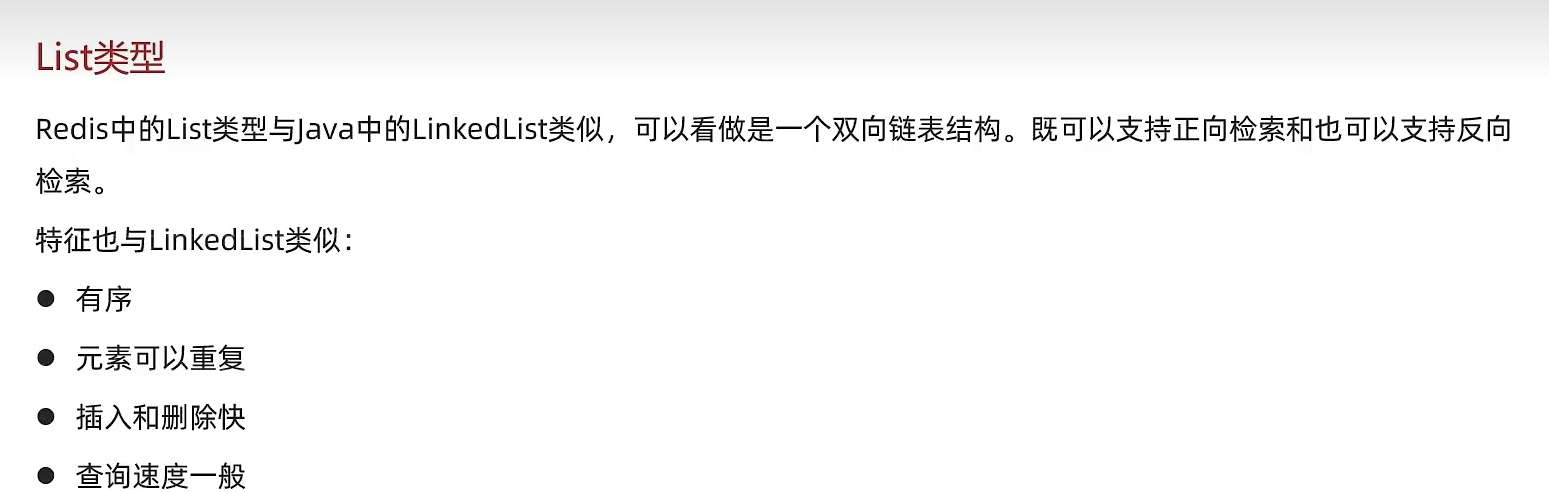 List类型
Redis中的List类型与Java中的LinkedList类似，可以看做是一个双向链表结构。既可以支持正向检索和也可以支持反向
检索。
特征也与LinkedList类似：
● 有序
● 元素可以重复
● 插入和删除快
● 查询速度一般